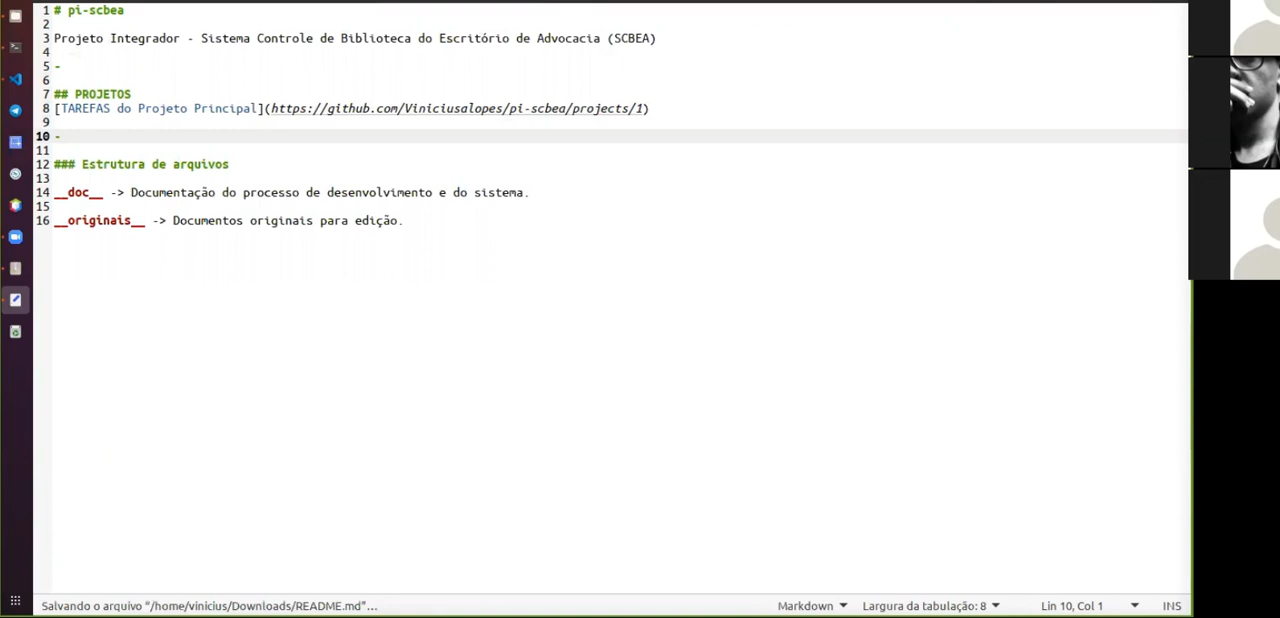 1 # pi-scbea
2
3 Projeto Integrador - Sistema Controle de Biblioteca do Escritório de Advocacia (SCBEA)
4
5 -
6
7 ## PROJETOS
8 [TAREFAS do Projeto Principal](https://github.com/Viniciusalopes/pi-scbea/projects/1)
9
10 -
11
12 ### Estrutura de arquivos
13
14 __doc__ -> Documentação do processo de desenvolvimento e do sistema.
15
16 __originais__ -> Documentos originais para edição.
Salvando o arquivo "/home/vinicius/Downloads/README.md"... Markdown Largura da tabulação: 8 Lin 10, Col 1 INS